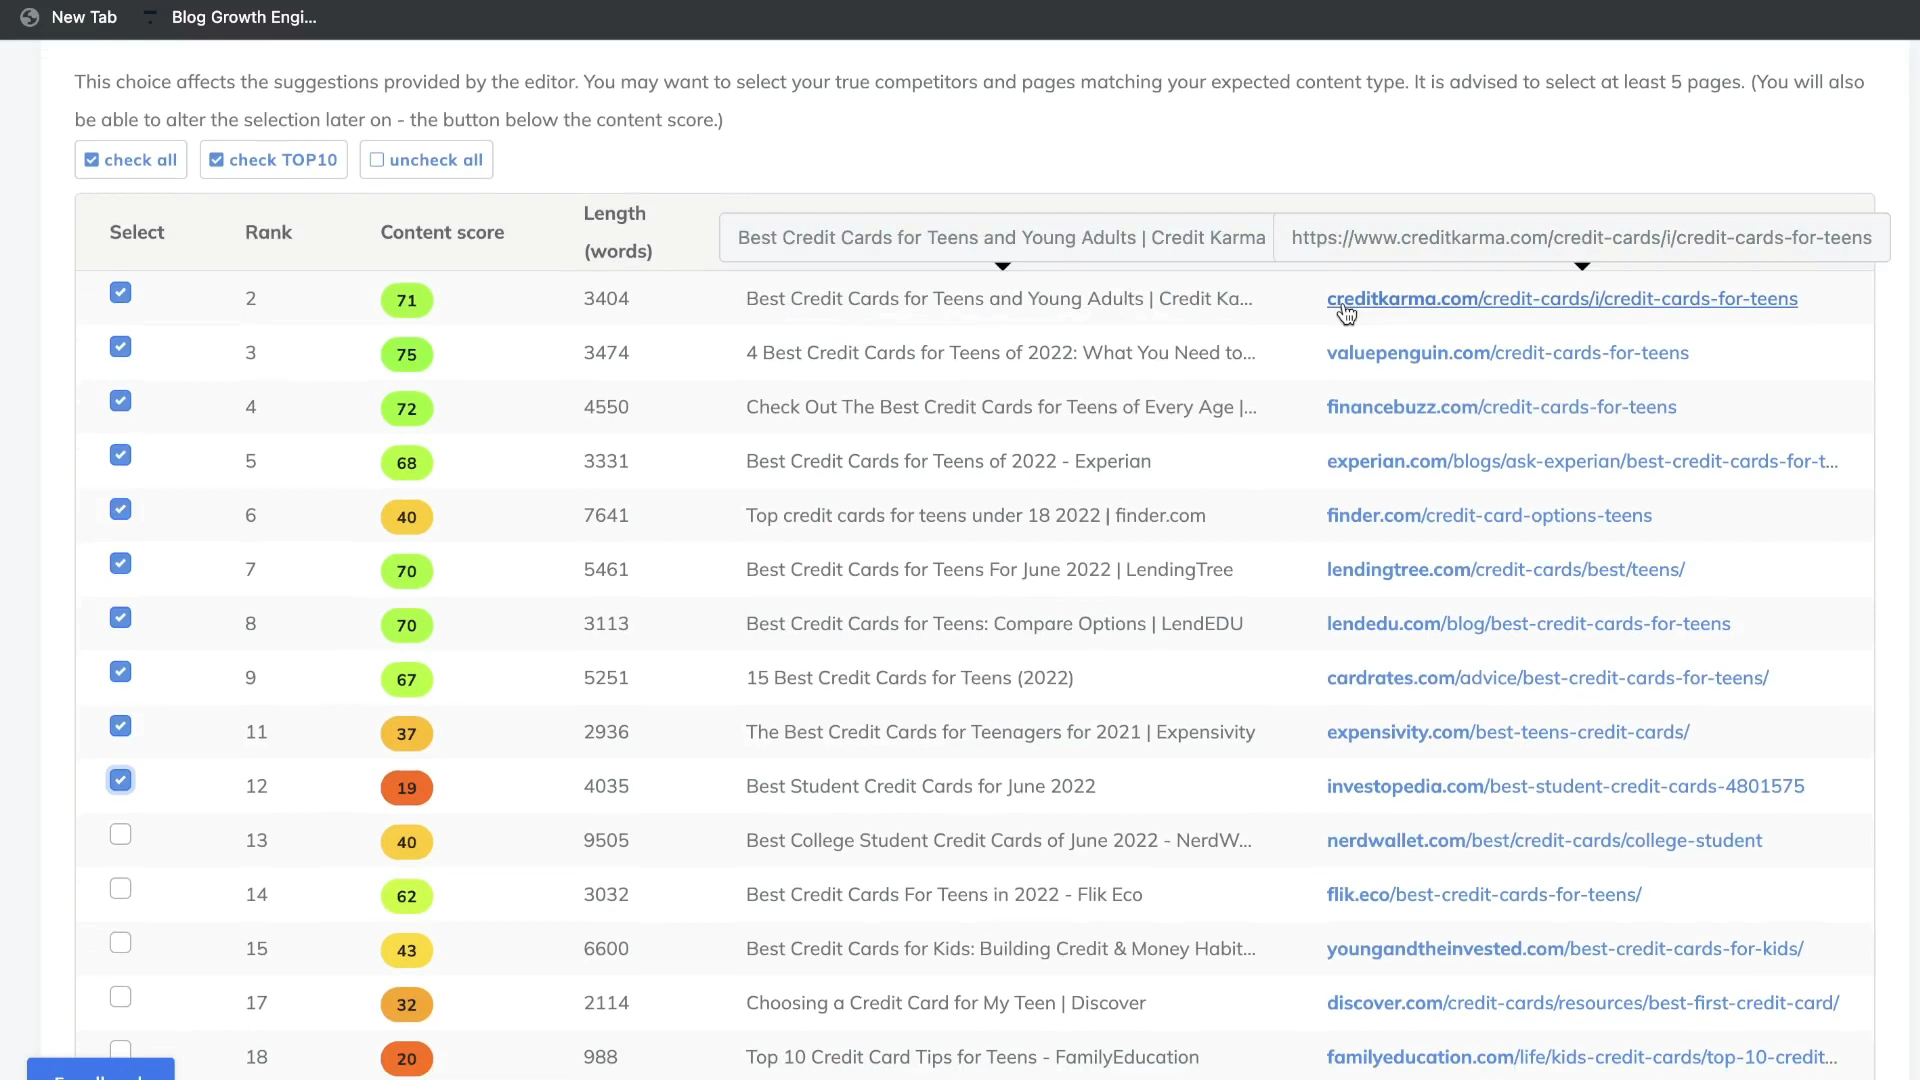 New Tab Blog Growth Engi...
This choice affects the suggestions provided by the editor. You may want to select your true competitors and pages matching your expected content type. It is advised to select at least 5 pages. (You will also
be able to alter the selection later on - the button below the content score.)
check all check TOP10 uncheck all
Select Rank Content score Length (words) Best Credit Cards for Teens and Young Adults | Credit Karma https://www.creditkarma.com/credit-cards/i/credit-cards-for-teens
2 71 3404 Best Credit Cards for Teens and Young Adults | Credit Ka... creditkarma.com/credit-cards/i/credit-cards-for-teens
3 75 3474 4 Best Credit Cards for Teens of 2022: What You Need to... valuepenguin.com/credit-cards-for-teens
4 72 4550 Check Out The Best Credit Cards for Teens of Every Age |... financebuzz.com/credit-cards-for-teens
5 68 3331 Best Credit Cards for Teens of 2022 - Experian experian.com/blogs/ask-experian/best-credit-cards-for-t...
6 40 7641 Top credit cards for teens under 18 2022 | finder.com finder.com/credit-card-options-teens
7 70 5461 Best Credit Cards for Teens For June 2022 | LendingTree lendingtree.com/credit-cards/best/teens/
8 70 3113 Best Credit Cards for Teens: Compare Options | LendEDU lendedu.com/blog/best-credit-cards-for-teens
9 67 5251 15 Best Credit Cards for Teens (2022) cardrates.com/advice/best-credit-cards-for-teens/
11 37 2936 The Best Credit Cards for Teenagers for 2021 | Expensivity expensivity.com/best-teens-credit-cards/
12 19 4035 Best Student Credit Cards for June 2022 investopedia.com/best-student-credit-cards-4801575
13 40 9505 Best College Student Credit Cards of June 2022 - NerdW... nerdwallet.com/best/credit-cards/college-student
14 62 3032 Best Credit Cards For Teens in 2022 - Flik Eco flik.eco/best-credit-cards-for-teens/
15 43 6600 Best Credit Cards for Kids: Building Credit & Money Habit... youngandtheinvested.com/best-credit-cards-for-kids/
17 32 2114 Choosing a Credit Card for My Teen | Discover discover.com/credit-cards/resources/best-first-credit-card/
18 20 988 Top 10 Credit Card Tips for Teens - FamilyEducation familyeducation.com/life/kids-credit-cards/top-10-credit...